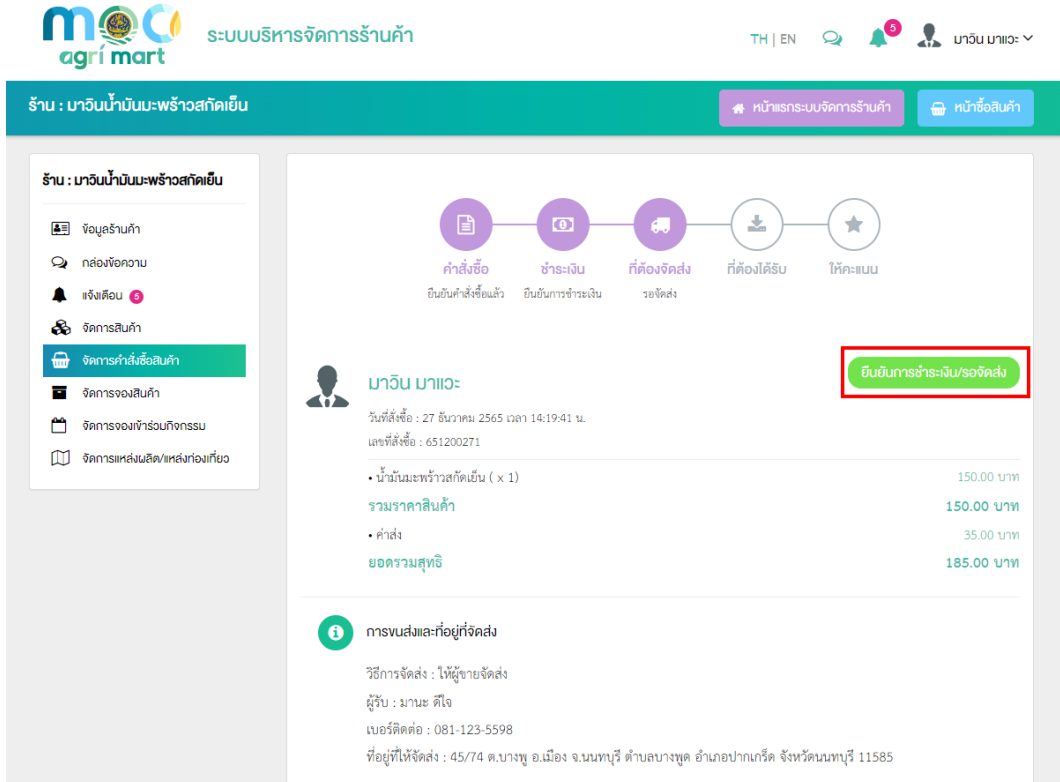 moc
agri mart
ระบบบริหารจัดการร้านค้า
TH | EN
5
มาวิน มาแวะ
ร้าน : มาวินน้ำมันมะพร้าวสกัดเย็น
หน้าแรกระบบจัดการร้านค้า
หน้าซื้อสินค้า
ร้าน : มาวินน้ำมันมะพร้าวสกัดเย็น
ข้อมูลร้านค้า
กล่องข้อความ
แจ้งเตือน 5
จัดการสินค้า
จัดการคำสั่งซื้อสินค้า
จัดการจองสินค้า
จัดการจองเข้าร่วมกิจกรรม
จัดการแหล่งผลิต/แหล่งท่องเที่ยว
คำสั่งซื้อ ชำระเงิน ที่ต้องจัดส่ง ที่ต้องได้รับ ให้คะแนน
ยืนยันคำสั่งซื้อแล้ว ยืนยันการชำระเงิน รอจัดส่ง
ยืนยันการชำระเงิน/รอจัดส่ง
มาวิน มาแวะ
วันที่สั่งซื้อ : 27 ธันวาคม 2565 เวลา 14:19:41 น.
เลขที่สั่งซื้อ : 651200271
• น้ำมันมะพร้าวสกัดเย็น ( x 1) 150.00 บาท
รวมราคาสินค้า 150.00 บาท
• ค่าส่ง 35.00 บาท
ยอดรวมสุทธิ 185.00 บาท
การขนส่งและที่อยู่ที่จัดส่ง
วิธีการจัดส่ง : ให้ผู้ขายจัดส่ง
ผู้รับ : มานะ ดีใจ
เบอร์ติดต่อ : 081-123-5598
ที่อยู่ที่ให้จัดส่ง : 45/74 ต.บางพู อ.เมือง จ.นนทบุรี ตำบลบางพูด อำเภอปากเกร็ด จังหวัดนนทบุรี 11585